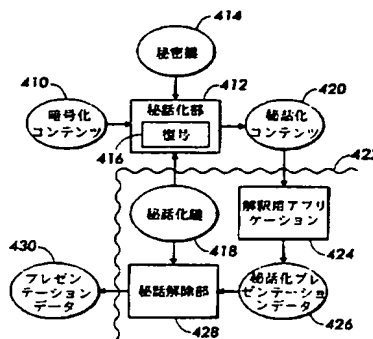 414
秘密鍵
410
412
420
暗号化
コンテンツ
秘話化部
秘話化
コンテンツ
416
復号
422
秘話化鍵
418
解釈用アプリ
ケーション
424
430
プレゼン
テーション
データ
秘話解除部
428
秘話化プレ
ゼンテーショ
ンデータ
426